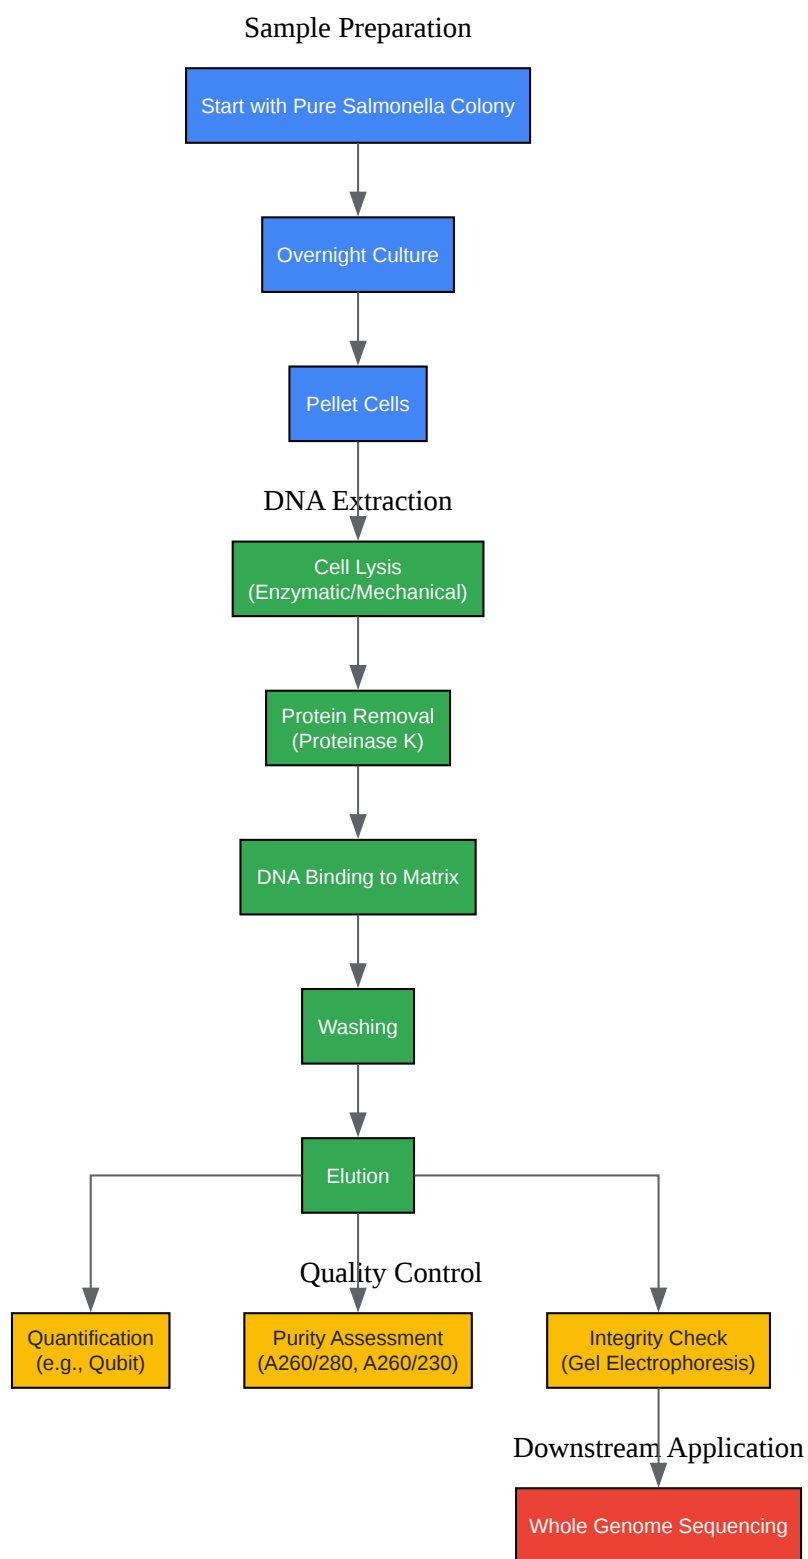 Sample Preparation
Start with Pure Salmonella Colony
Overnight Culture
Pellet Cells
DNA Extraction
Cell Lysis
(Enzymatic/Mechanical)
Protein Removal
(Proteinase K)
DNA Binding to Matrix
Washing
Elution
Quality Control
Quantification
(e.g., Qubit)
Purity Assessment
(A260/280, A260/230)
Integrity Check
(Gel Electrophoresis)
Downstream Application
Whole Genome Sequencing